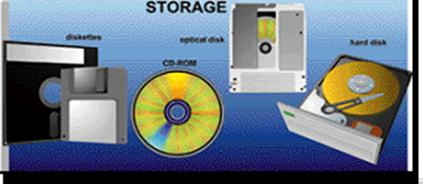 STORAGE
diskettes
optical disk
hard disk
CD-ROM